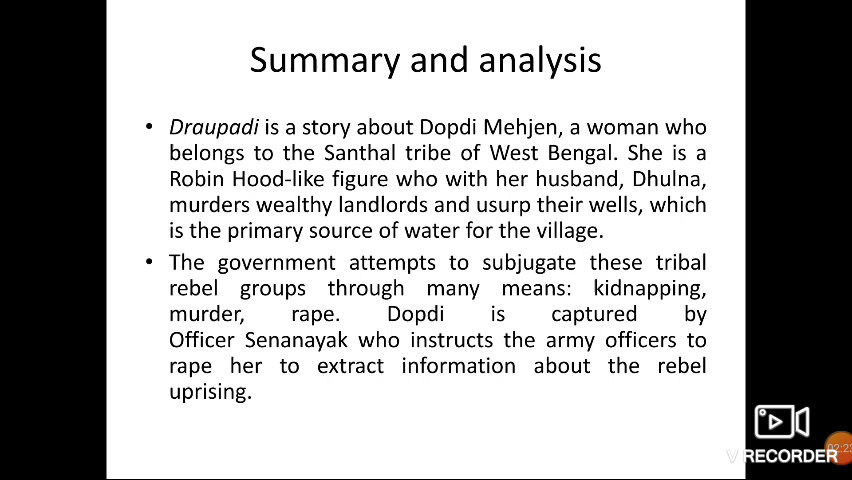 Summary and analysis
• Draupadi is a story about Dopdi Mehjen, a woman who
belongs to the Santhal tribe of West Bengal. She is a
Robin Hood-like figure who with her husband, Dhulna,
murders wealthy landlords and usurp their wells, which
is the primary source of water for the village.
• The government attempts to subjugate these tribal
rebel groups through many means: kidnapping,
murder, rape. Dopdi is captured by
Officer Senanayak who instructs the army officers to
rape her to extract information about the rebel
uprising.
V RECORDER